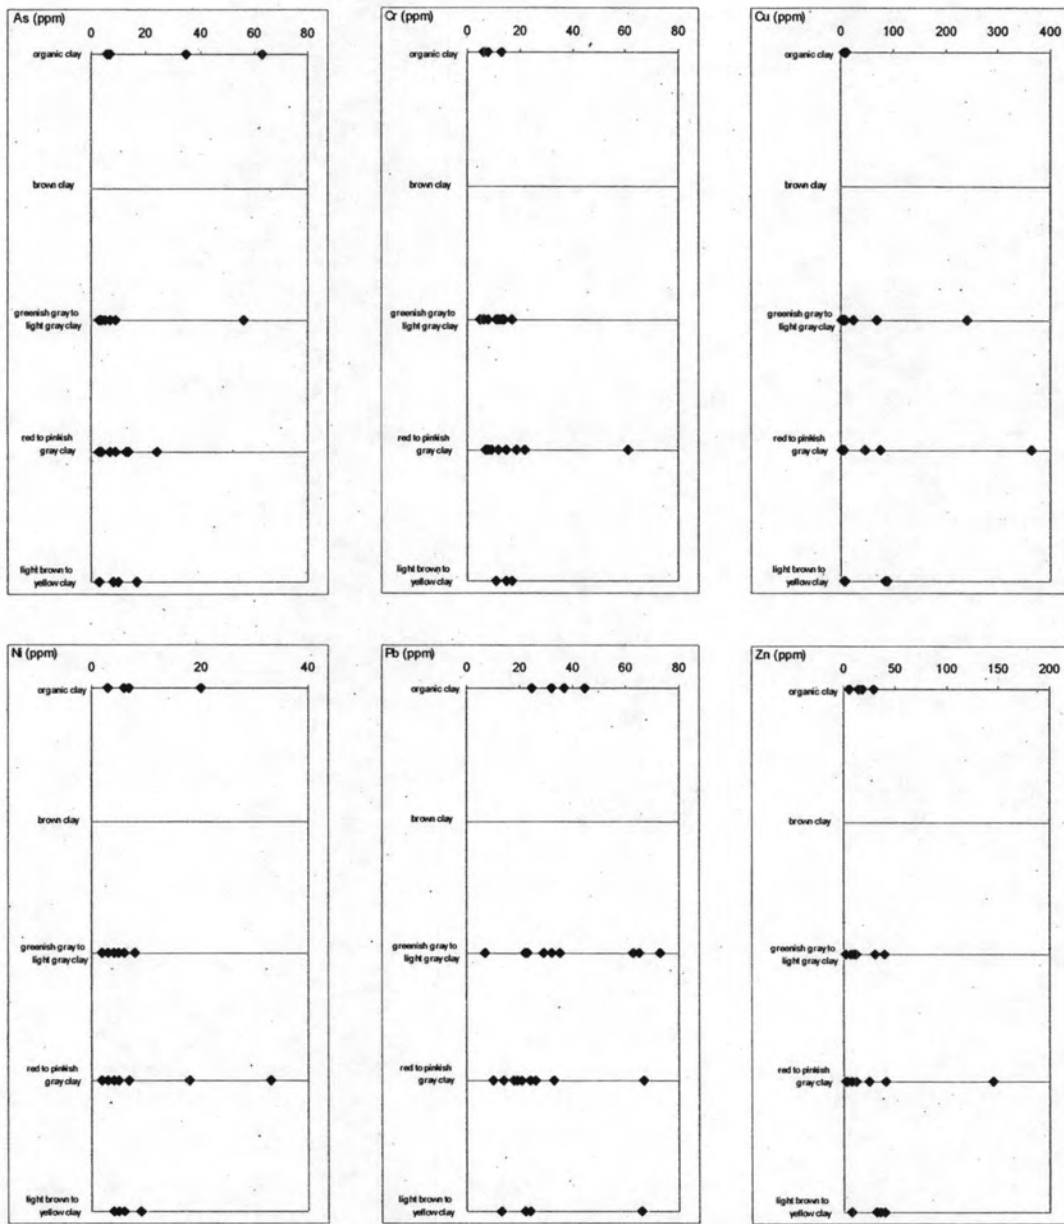 As (ppm)
0 20 40 60 80
organic clay
brown clay
greenish gray to
light gray clay
red to pinkish
gray clay
light brown to
yellow clay
Cr (ppm)
0 20 40 60 80
organic clay
brown clay
greenish gray to
light gray clay
red to pinkish
gray clay
light brown to
yellow clay
Cu (ppm)
0 100 200 300 400
organic clay
brown clay
greenish gray to
light gray clay
red to pinkish
gray clay
light brown to
yellow clay
Ni (ppm)
0 20 40
organic clay
brown clay
greenish gray to
light gray clay
red to pinkish
gray clay
light brown to
yellow clay
Pb (ppm)
0 20 40 60 80
organic clay
brown clay
greenish gray to
light gray clay
red to pinkish
gray clay
light brown to
yellow clay
Zn (ppm)
0 50 100 150 200
organic clay
brown clay
greenish gray to
light gray clay
red to pinkish
gray clay
light brown to
yellow clay